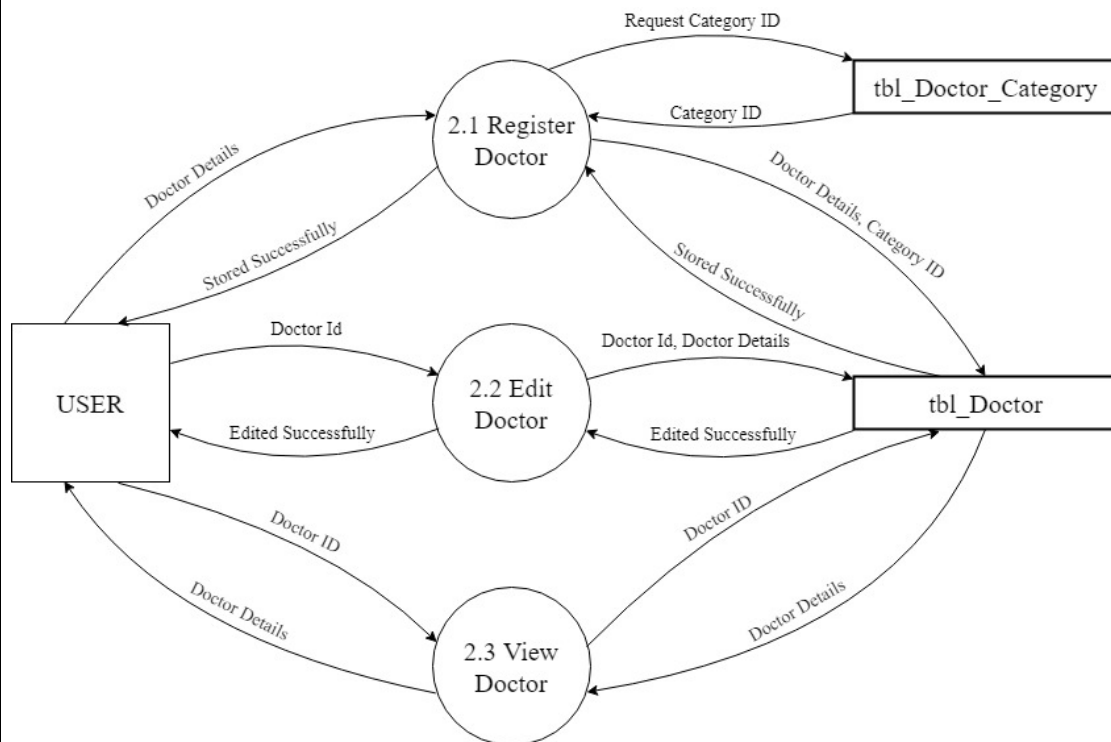 Request Category ID
tbl_Doctor_Category
Category ID
2.1 Register
Doctor
Doctor Details
Doctor Details, Category ID
Stored Successfully
Stored Successfully
Doctor Id
Doctor Id, Doctor Details
USER
2.2 Edit
Doctor
tbl_Doctor
Edited Successfully
Edited Successfully
Doctor ID
Doctor ID
Doctor Details
Doctor Details
2.3 View
Doctor